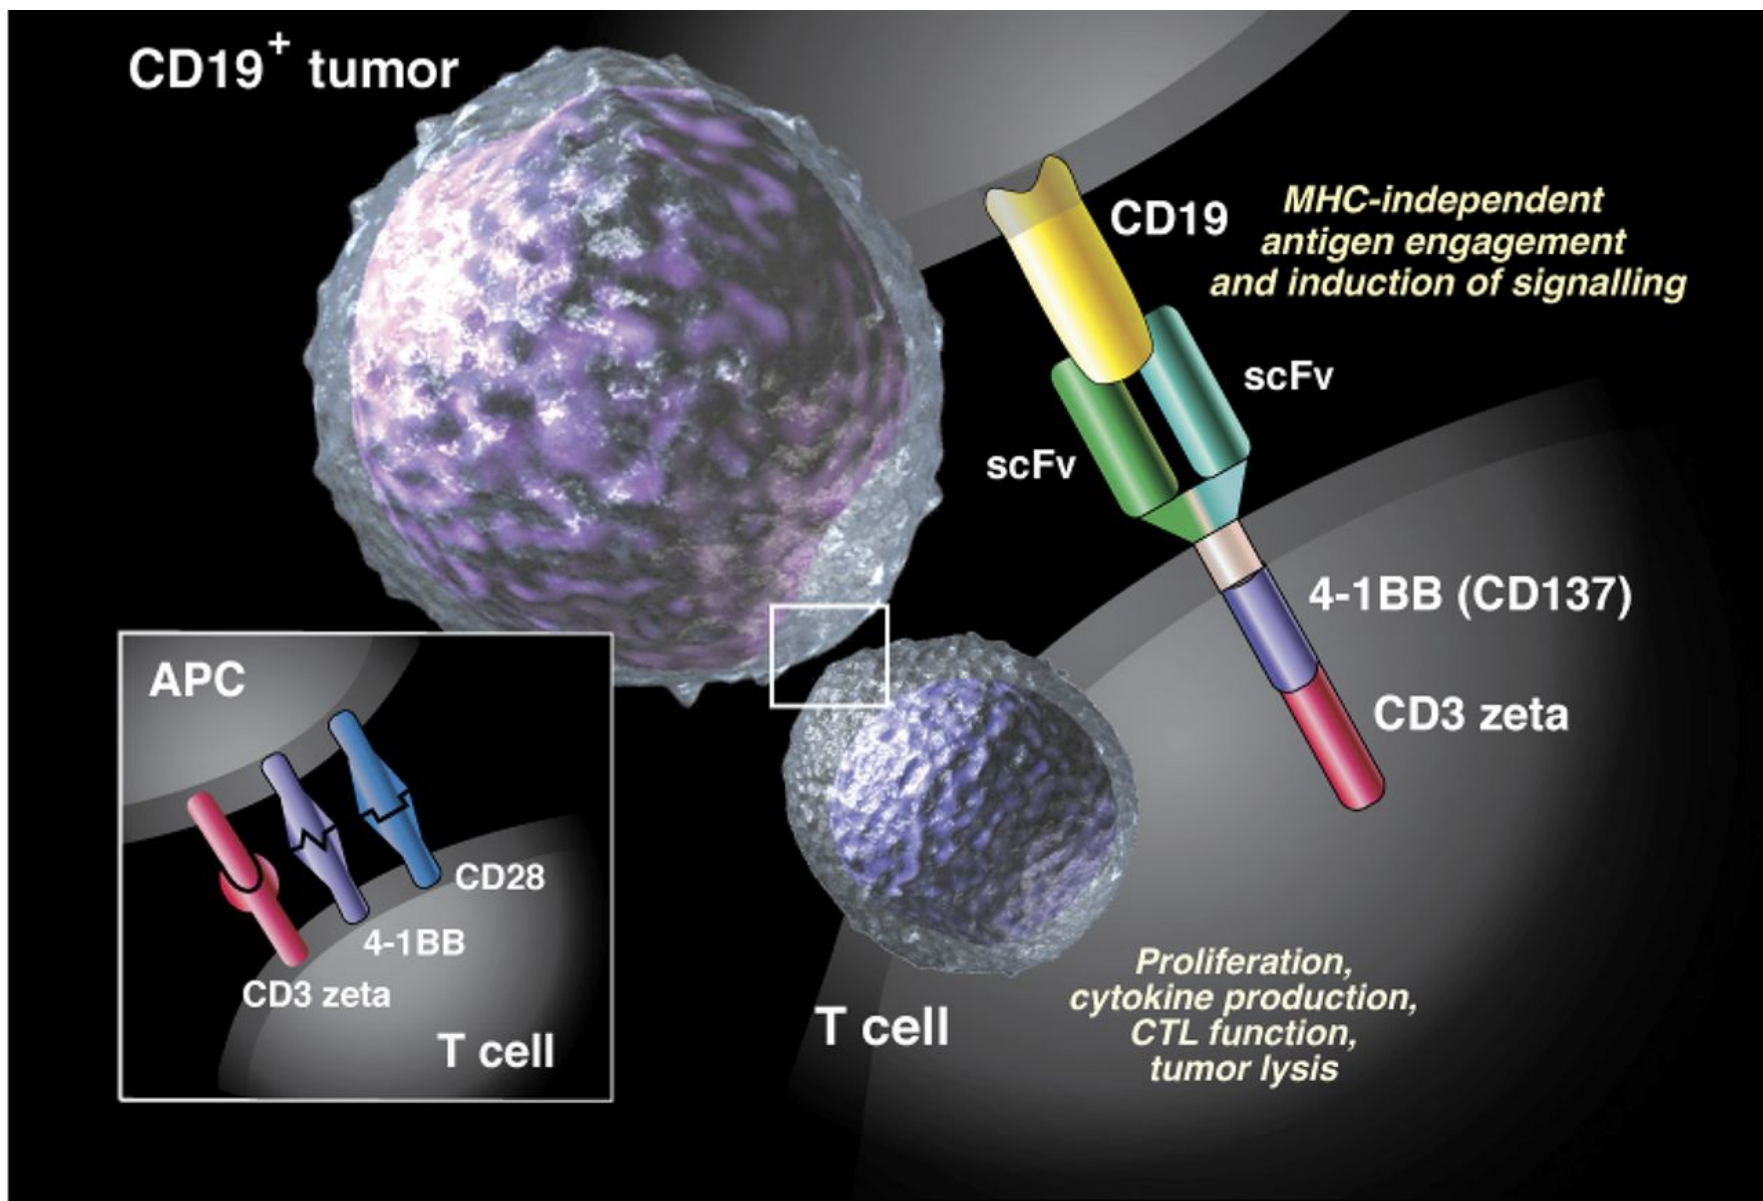 CD19+ tumor
CD19
MHC-independent
antigen engagement
and induction of signalling
scFv
scFv
4-1BB (CD137)
CD3 zeta
APC
CD28
4-1BB
CD3 zeta
T cell
T cell
Proliferation,
cytokine production,
CTL function,
tumor lysis